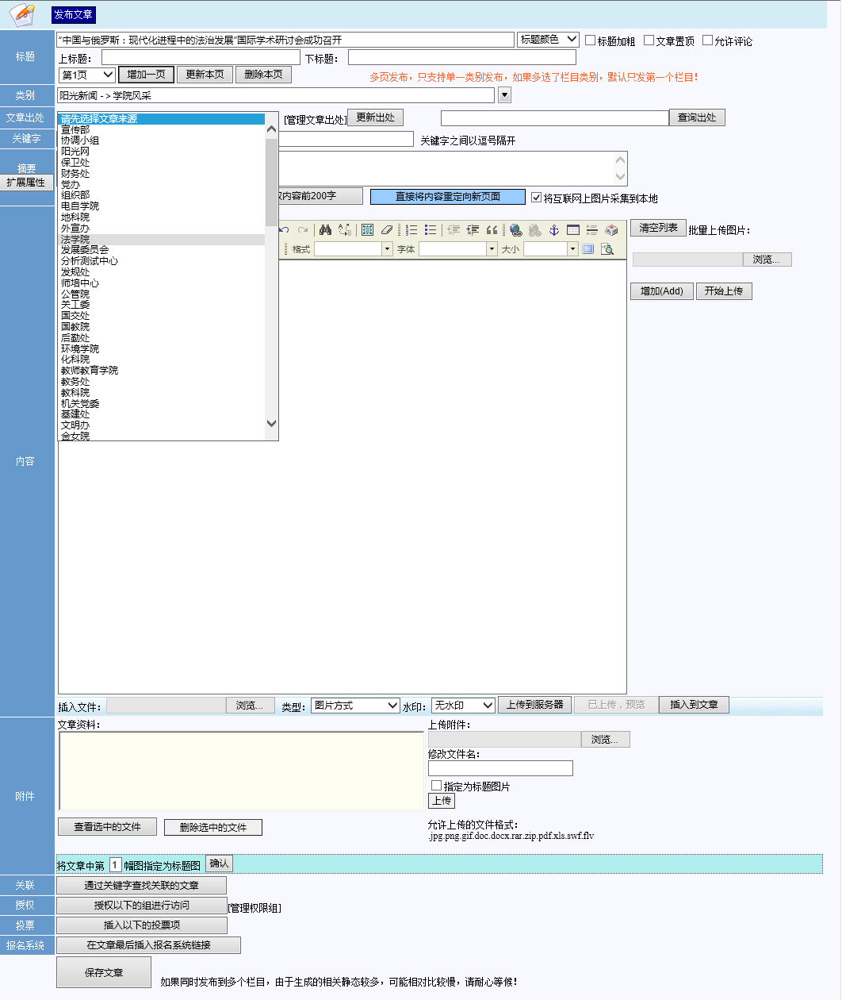 发布文章
标题
"中国与俄罗斯：现代化进程中的法治发展"国际学术研讨会成功召开 标题颜色 标题加粗 文章置顶 允许评论
上标题： 下标题：
第1页 增加一页 更新本页 删除本页 多页发布，只支持单一类别发布，如果多选了栏目类别，默认只发第一个栏目！
类别 阳光新闻 -> 学院风采
文章出处 [管理文章出处] 更新出处 查询出处
请先选择文章来源
宣传部
协调小组
阳光网
保卫处
财务处
党办
组织部
电自学院
地科院
外宣办
法学院
发展委员会
分析测试中心
发规处
师培中心
公管院
关工委
国交处
国教院
后勤处
环境学院
化科院
教师教育学院
教务处
教科院
机关党委
基建处
文明办
金女院
关键字 关键字之间以逗号隔开
摘要
扩展属性
内容前200字 直接将内容重定向新页面 将互联网上图片采集到本地
格式 字体 大小
清空列表 批量上传图片：
浏览...
增加(Add) 开始上传
内容
插入文件： 浏览... 类型： 图片方式 水印： 无水印 上传到服务器 已上传，预览 插入到文章
附件
文章资料： 上传附件：
浏览...
修改文件名：
指定为标题图片
上传
查看选中的文件 删除选中的文件 允许上传的文件格式：
.jpg.png.gif.doc.docx.rar.zip.pdf.xls.swf.flv
将文章中第 1 幅图指定为标题图 确认
关联 通过关键字查找关联的文章
授权 授权以下的组进行访问 [管理权限组]
投票 插入以下的投票项
报名系统 在文章最后插入报名系统链接
保存文章 如果同时发布到多个栏目，由于生成的相关静态较多，可能相对比较慢，请耐心等候！